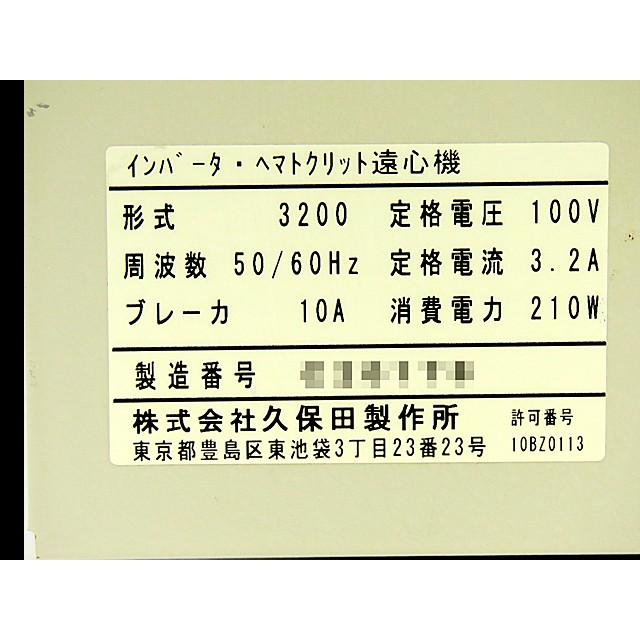 インバータ・ヘマトクリット遠心機
形式 3200 定格電圧 100V
周波数 50/60Hz 定格電流 3.2A
ブレーカ 10A 消費電力 210W
製造番号
株式会社久保田製作所 許可番号
東京都豊島区東池袋3丁目23番23号 10BZ0113